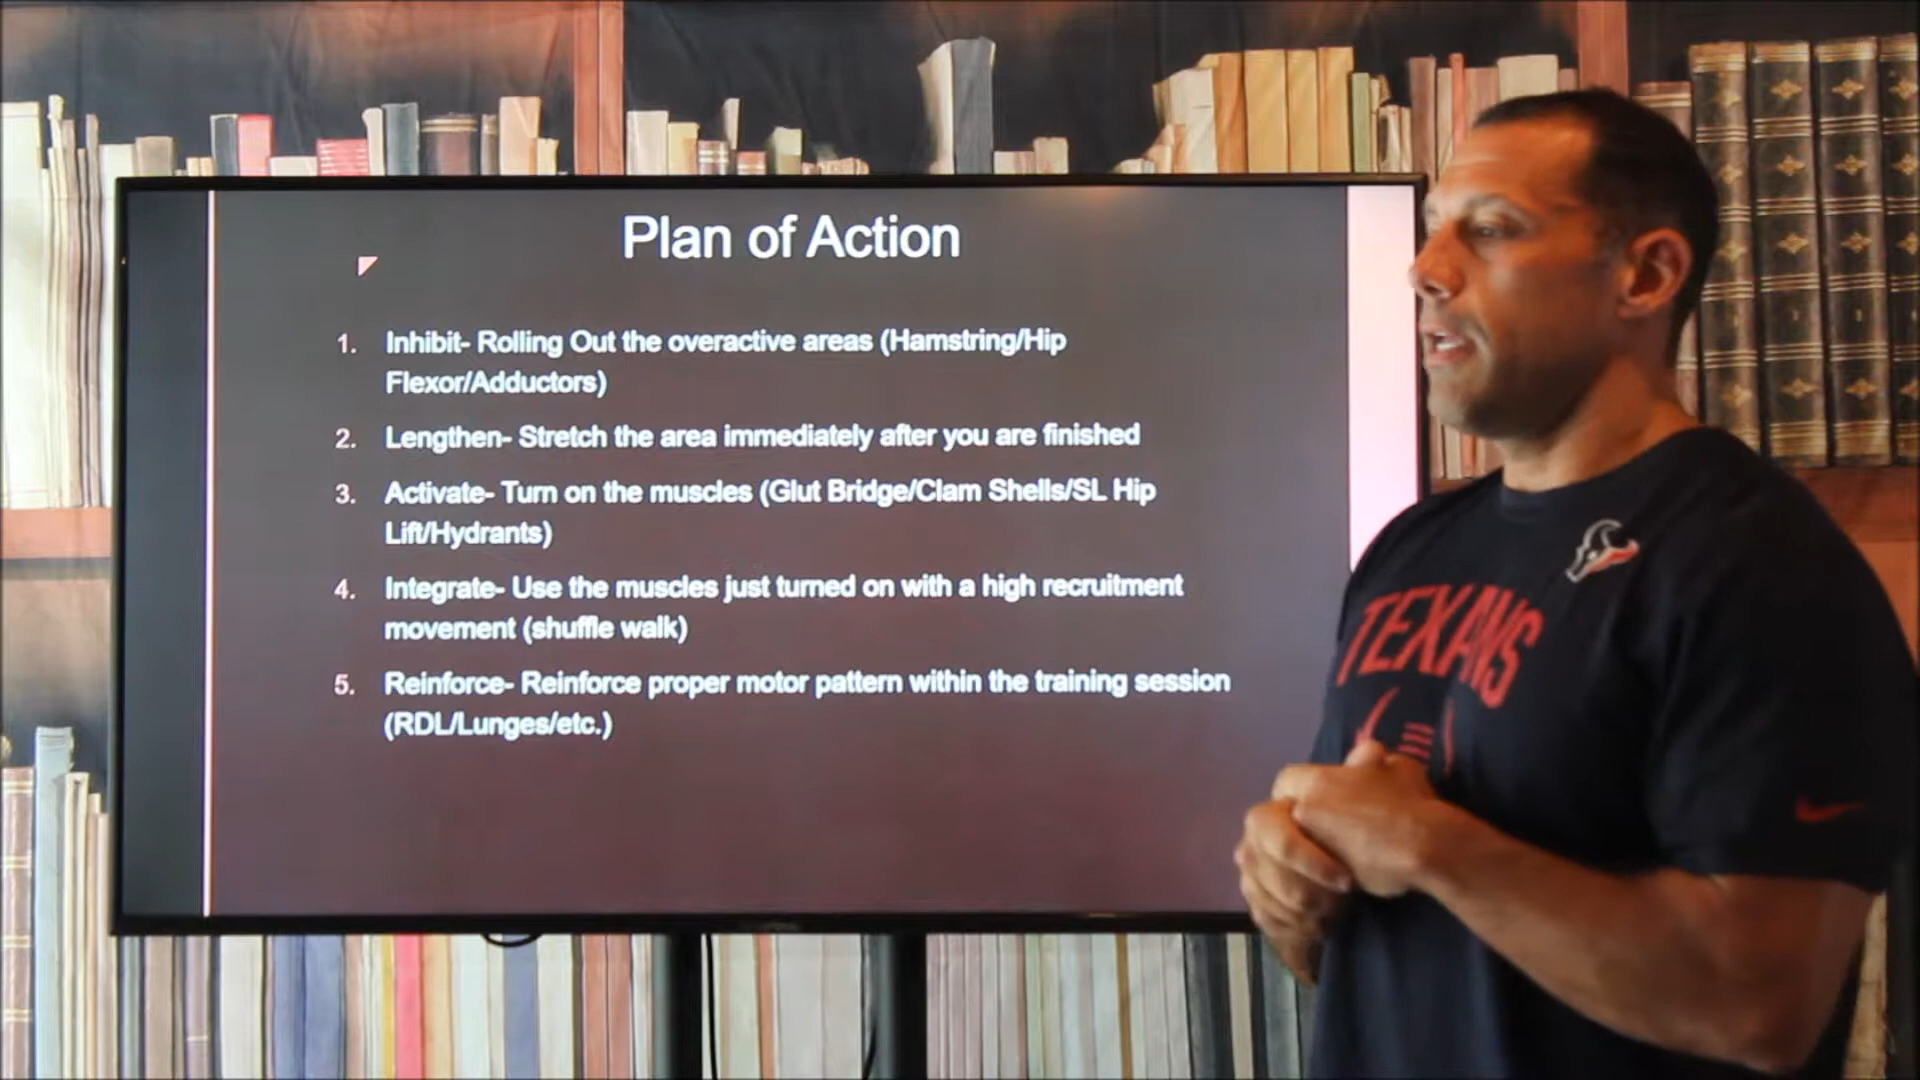 Plan of Action
1. Inhibit- Rolling Out the overactive areas (Hamstring/Hip
Flexor/Adductors)
2. Lengthen- Stretch the area immediately after you are finished
3. Activate- Turn on the muscles (Glut Bridge/Clam Shells/SL Hip
Lift/Hydrants)
4. Integrate- Use the muscles just turned on with a high recruitment
movement (shuffle walk)
5. Reinforce- Reinforce proper motor pattern within the training session
(RDL/Lunges/etc.)
TEXANS